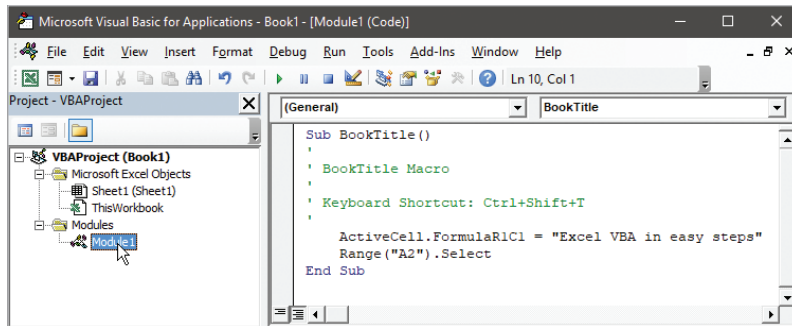 Microsoft Visual Basic for Applications - Book1 - [Module1 (Code)]
File Edit View Insert Format Debug Run Tools Add-Ins Window Help
Ln 10, Col 1
Project - VBAProject
(General) BookTitle
VBAProject (Book1)
Microsoft Excel Objects
Sheet1 (Sheet1)
ThisWorkbook
Modules
Module1
Sub BookTitle()
'
' BookTitle Macro
'
' Keyboard Shortcut: Ctrl+Shift+T
'
ActiveCell.FormulaR1C1 = "Excel VBA in easy steps"
Range("A2").Select
End Sub